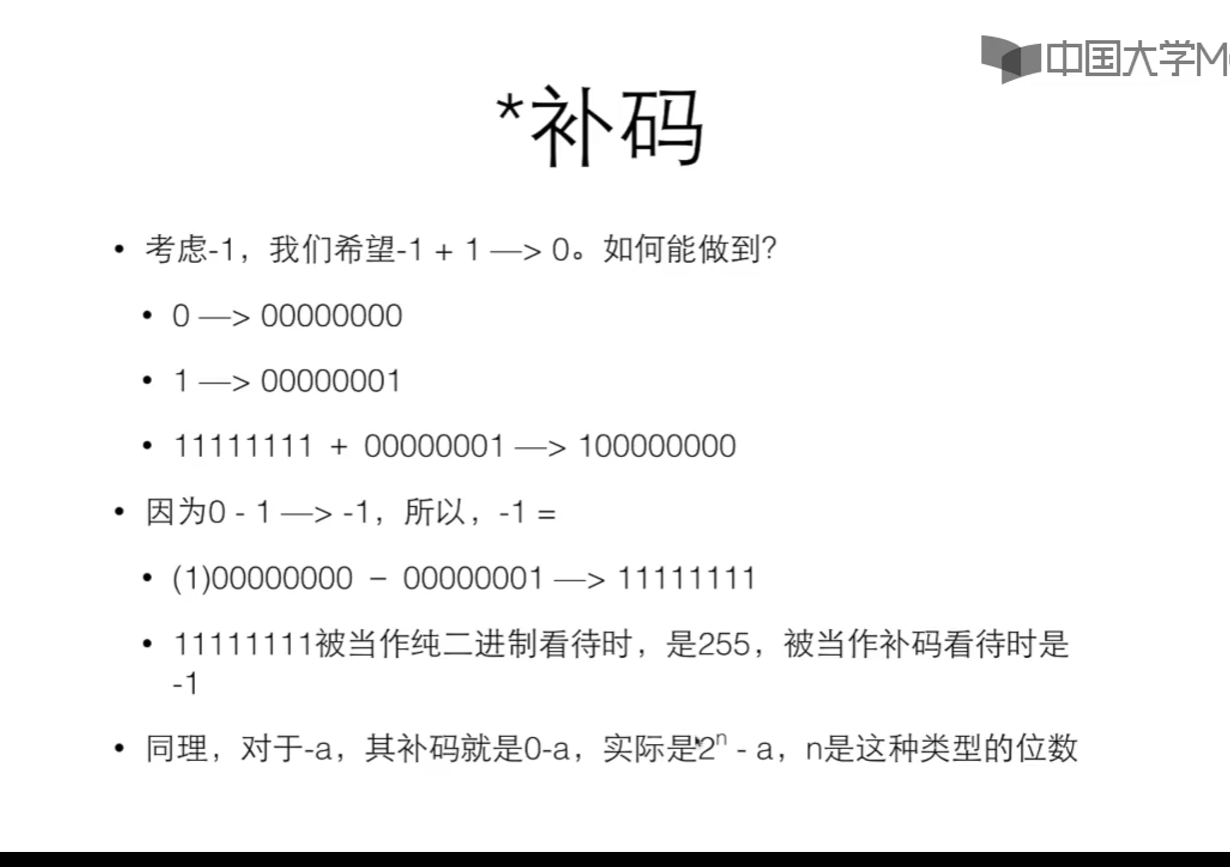 中国大学M
*补码
• 考虑-1，我们希望-1 + 1 —> 0。如何能做到？
• 0 —> 00000000
• 1 —> 00000001
• 11111111 + 00000001 —> 100000000
• 因为0 - 1 —> -1，所以，-1 =
• (1)00000000 – 00000001 —> 11111111
• 11111111被当作纯二进制看待时，是255，被当作补码看待时是
-1
• 同理，对于-a，其补码就是0-a，实际是2ⁿ - a，n是这种类型的位数